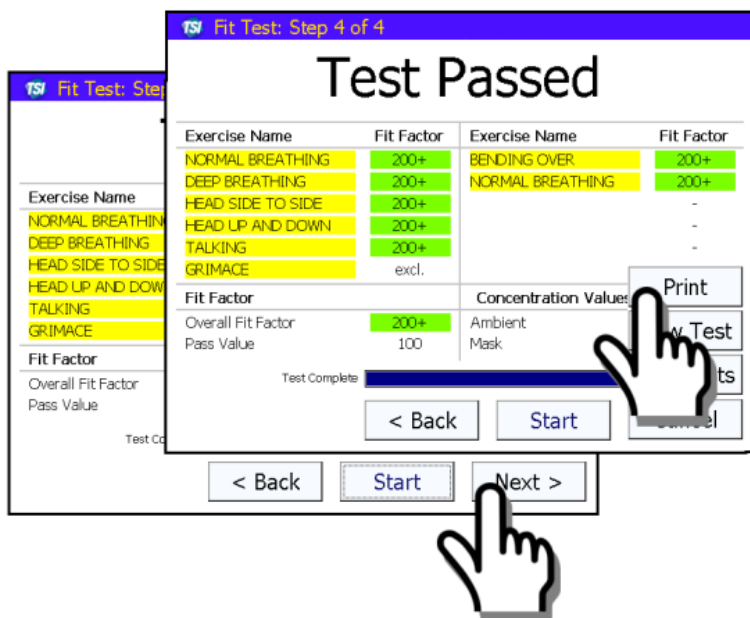 TSI Fit Test: Step 4 of 4
Test Passed
Exercise Name Fit Factor Exercise Name Fit Factor
NORMAL BREATHING 200+ BENDING OVER 200+
DEEP BREATHING 200+ NORMAL BREATHING 200+
HEAD SIDE TO SIDE 200+ -
HEAD UP AND DOWN 200+ -
TALKING 200+ -
GRIMACE excl.
Fit Factor Concentration Values
Overall Fit Factor 200+ Ambient
Pass Value 100 Mask
Test Complete
Print
Test
< Back Start
TSI Fit Test:
Exercise Name
NORMAL
DEEP BREATHING
HEAD SIDE TO SIDE
HEAD UP AND
TALKING
GRIMACE
Fit Factor
Overall Fit Factor
Pass Value
Test
< Back Start Next >